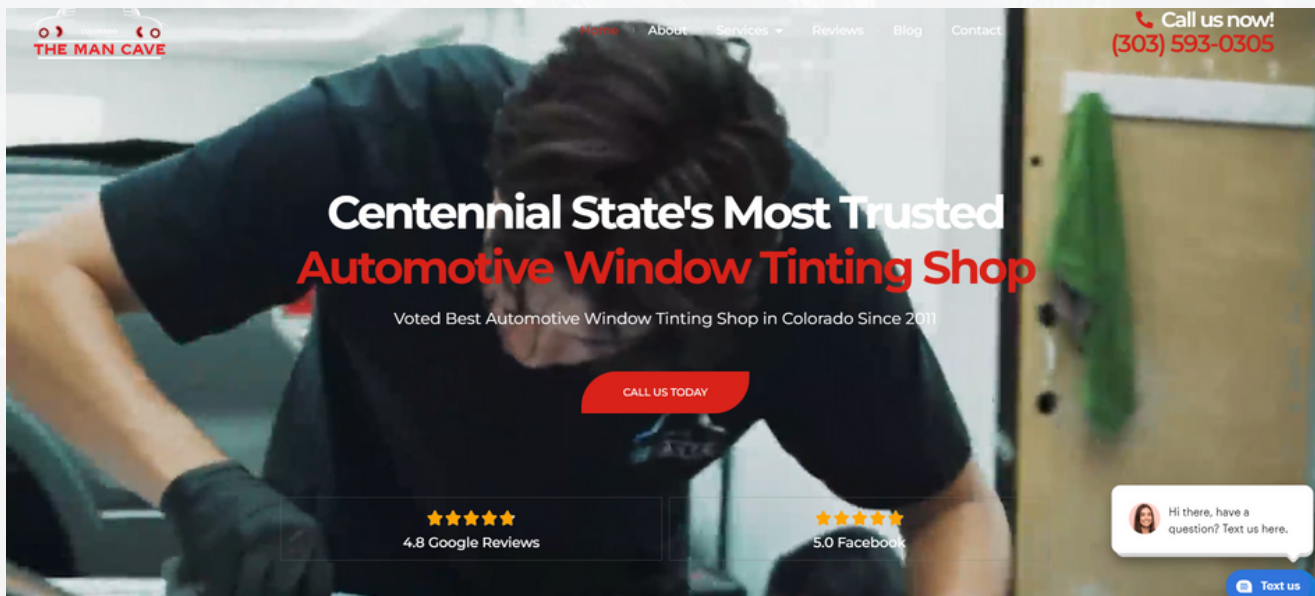 THE MAN CAVE
Home
About
Services
Reviews
Blog
Contact
Call us now!
(303) 593-0305
Centennial State's Most Trusted
Automotive Window Tinting Shop
Voted Best Automotive Window Tinting Shop in Colorado Since 2011
CALL US TODAY
4.8 Google Reviews
5.0 Facebook
Hi there, have a
question? Text us here.
Text us